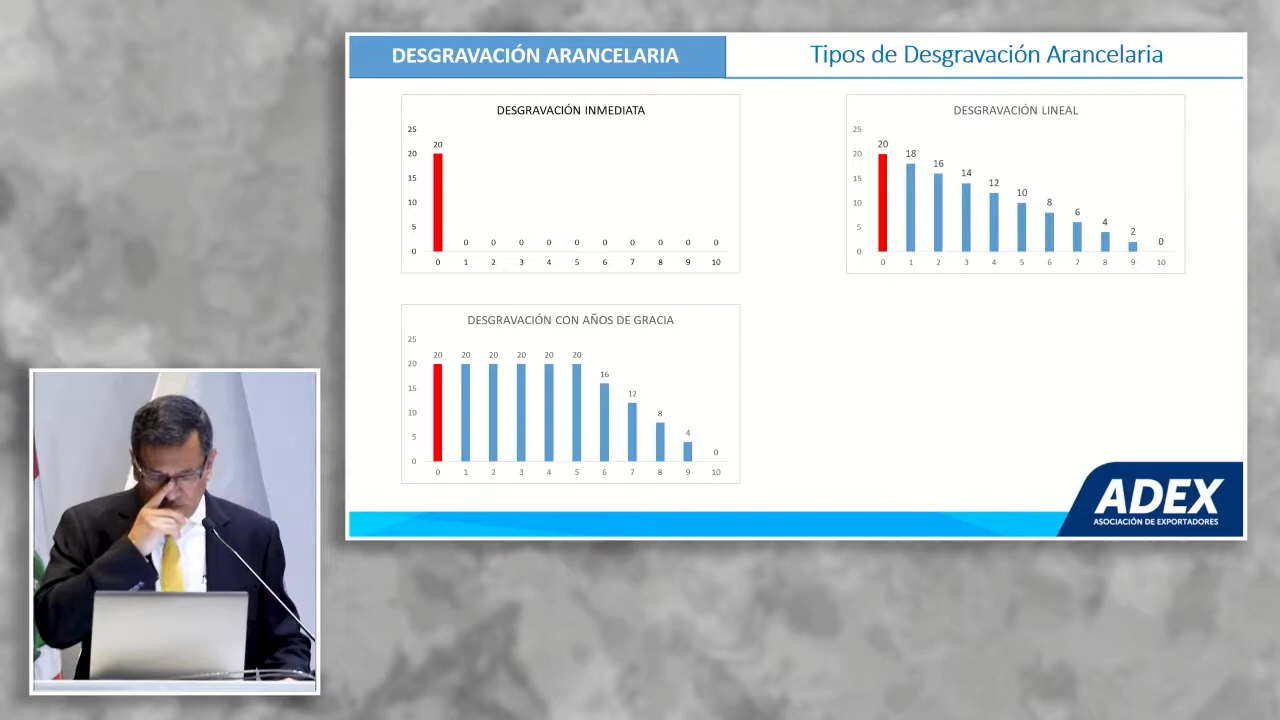 DESGRAVACIÓN ARANCELARIA
Tipos de Desgravación Arancelaria
DESGRAVACIÓN INMEDIATA
25
20
15
10
5
0
20 0 0 0 0 0 0 0 0 0 0
0 1 2 3 4 5 6 7 8 9 10
DESGRAVACIÓN LINEAL
25
20
15
10
5
0
20 18 16 14 12 10 8 6 4 2 0
0 1 2 3 4 5 6 7 8 9 10
DESGRAVACIÓN CON AÑOS DE GRACIA
25
20
15
10
5
0
20 20 20 20 20 20 16 12 8 4 0
0 1 2 3 4 5 6 7 8 9 10
ADEX
ASOCIACIÓN DE EXPORTADORES